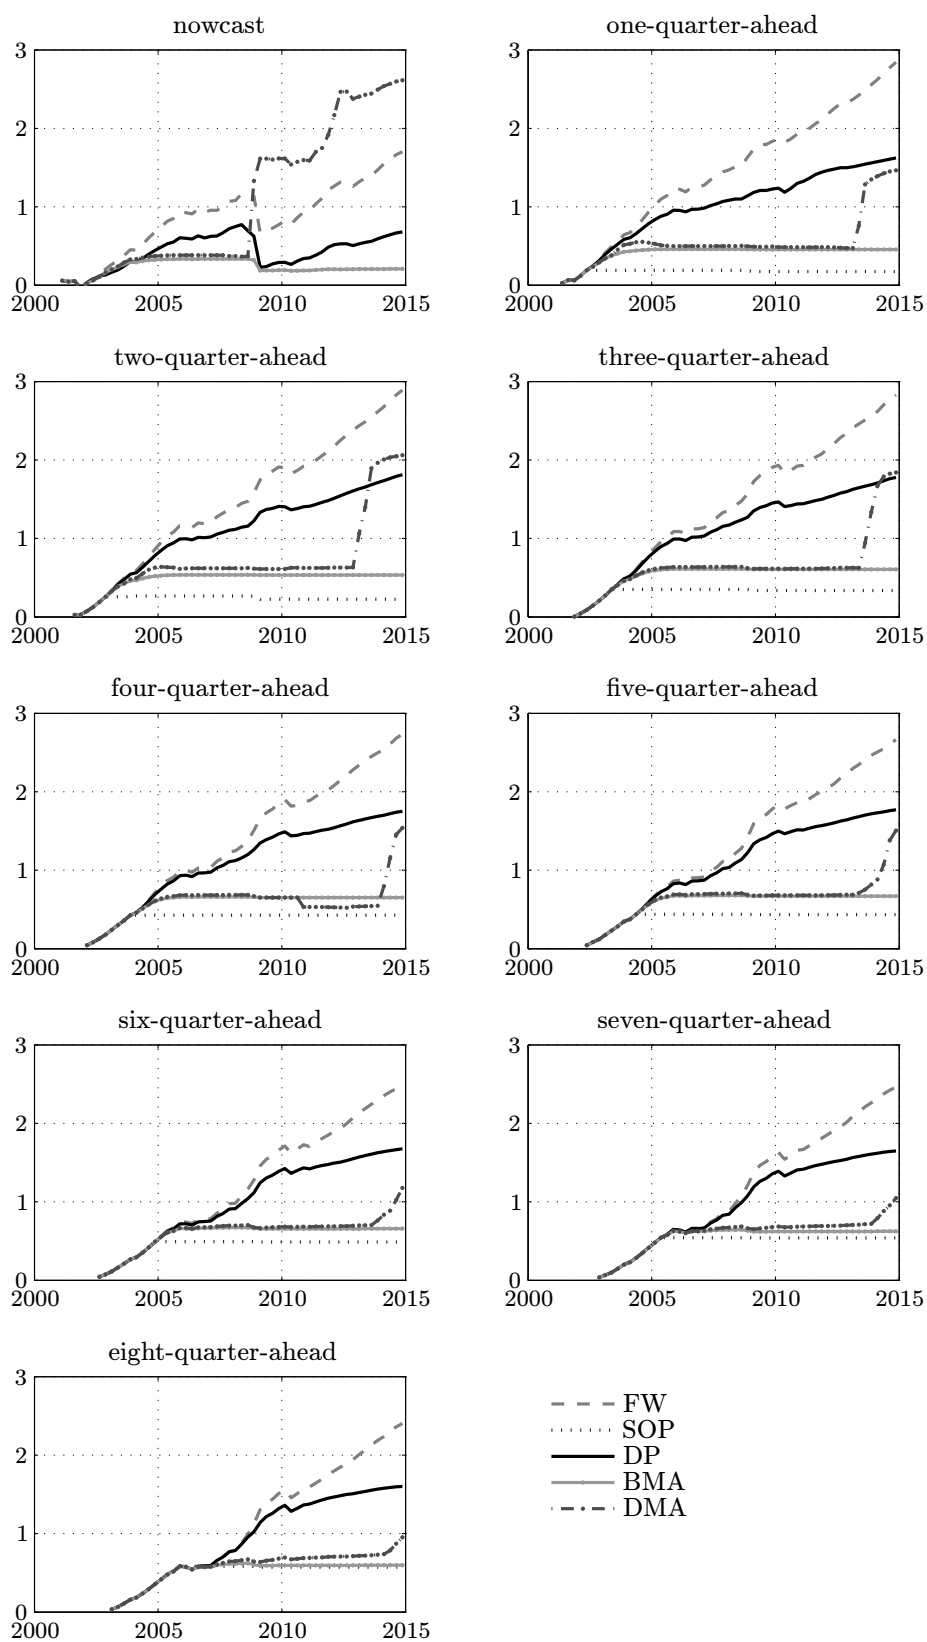 nowcast
3
2
1
0
2000 2005 2010 2015
one-quarter-ahead
3
2
1
0
2000 2005 2010 2015
two-quarter-ahead
3
2
1
0
2000 2005 2010 2015
three-quarter-ahead
3
2
1
0
2000 2005 2010 2015
four-quarter-ahead
3
2
1
0
2000 2005 2010 2015
five-quarter-ahead
3
2
1
0
2000 2005 2010 2015
six-quarter-ahead
3
2
1
0
2000 2005 2010 2015
seven-quarter-ahead
3
2
1
0
2000 2005 2010 2015
eight-quarter-ahead
3
2
1
0
2000 2005 2010 2015
FW
SOP
DP
BMA
DMA